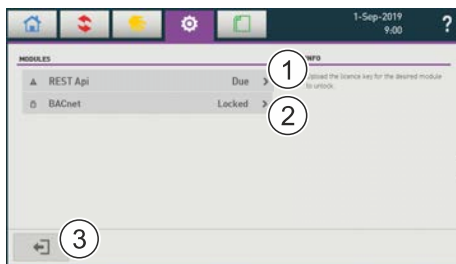 1-Sep-2019
9:00
?
MODULES
INFO
REST Api Due >
1
Upload the licence key for the desired module
to unlock.
BACnet Locked >
2
3